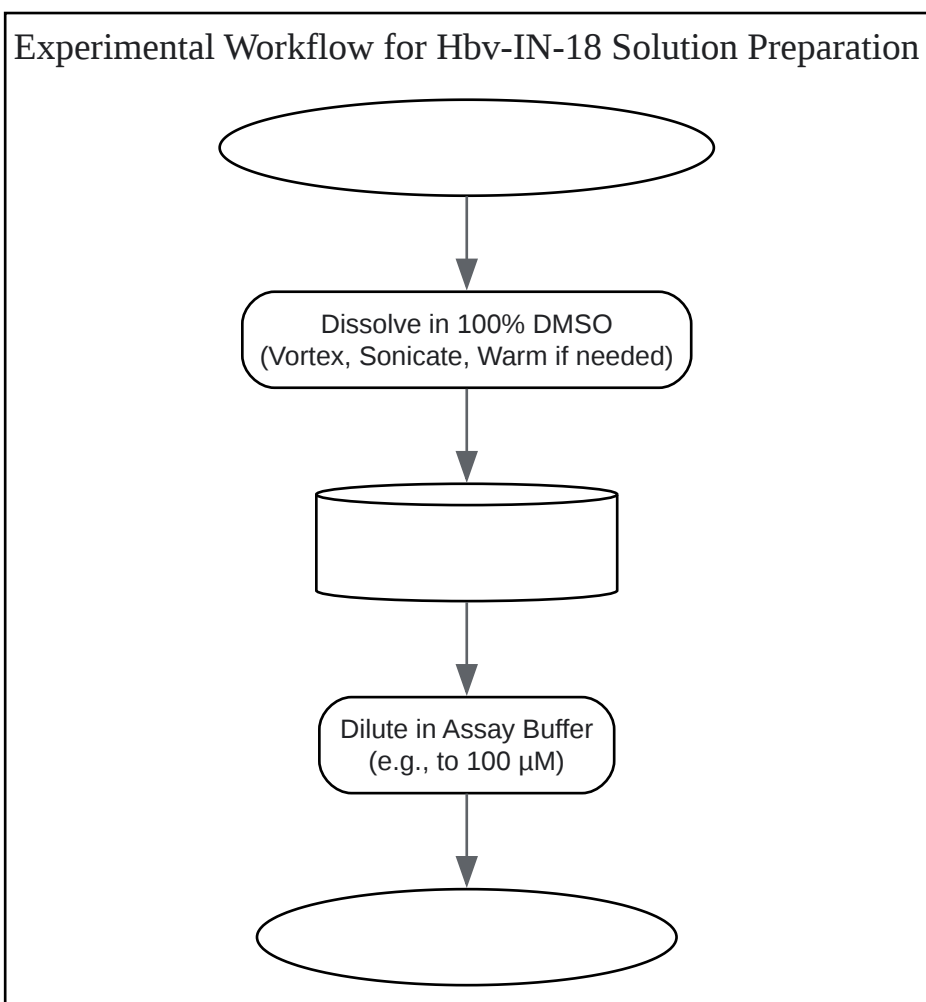 Experimental Workflow for Hbv-IN-18 Solution Preparation
Dissolve in 100% DMSO
(Vortex, Sonicate, Warm if needed)
Dilute in Assay Buffer
(e.g., to 100 µM)